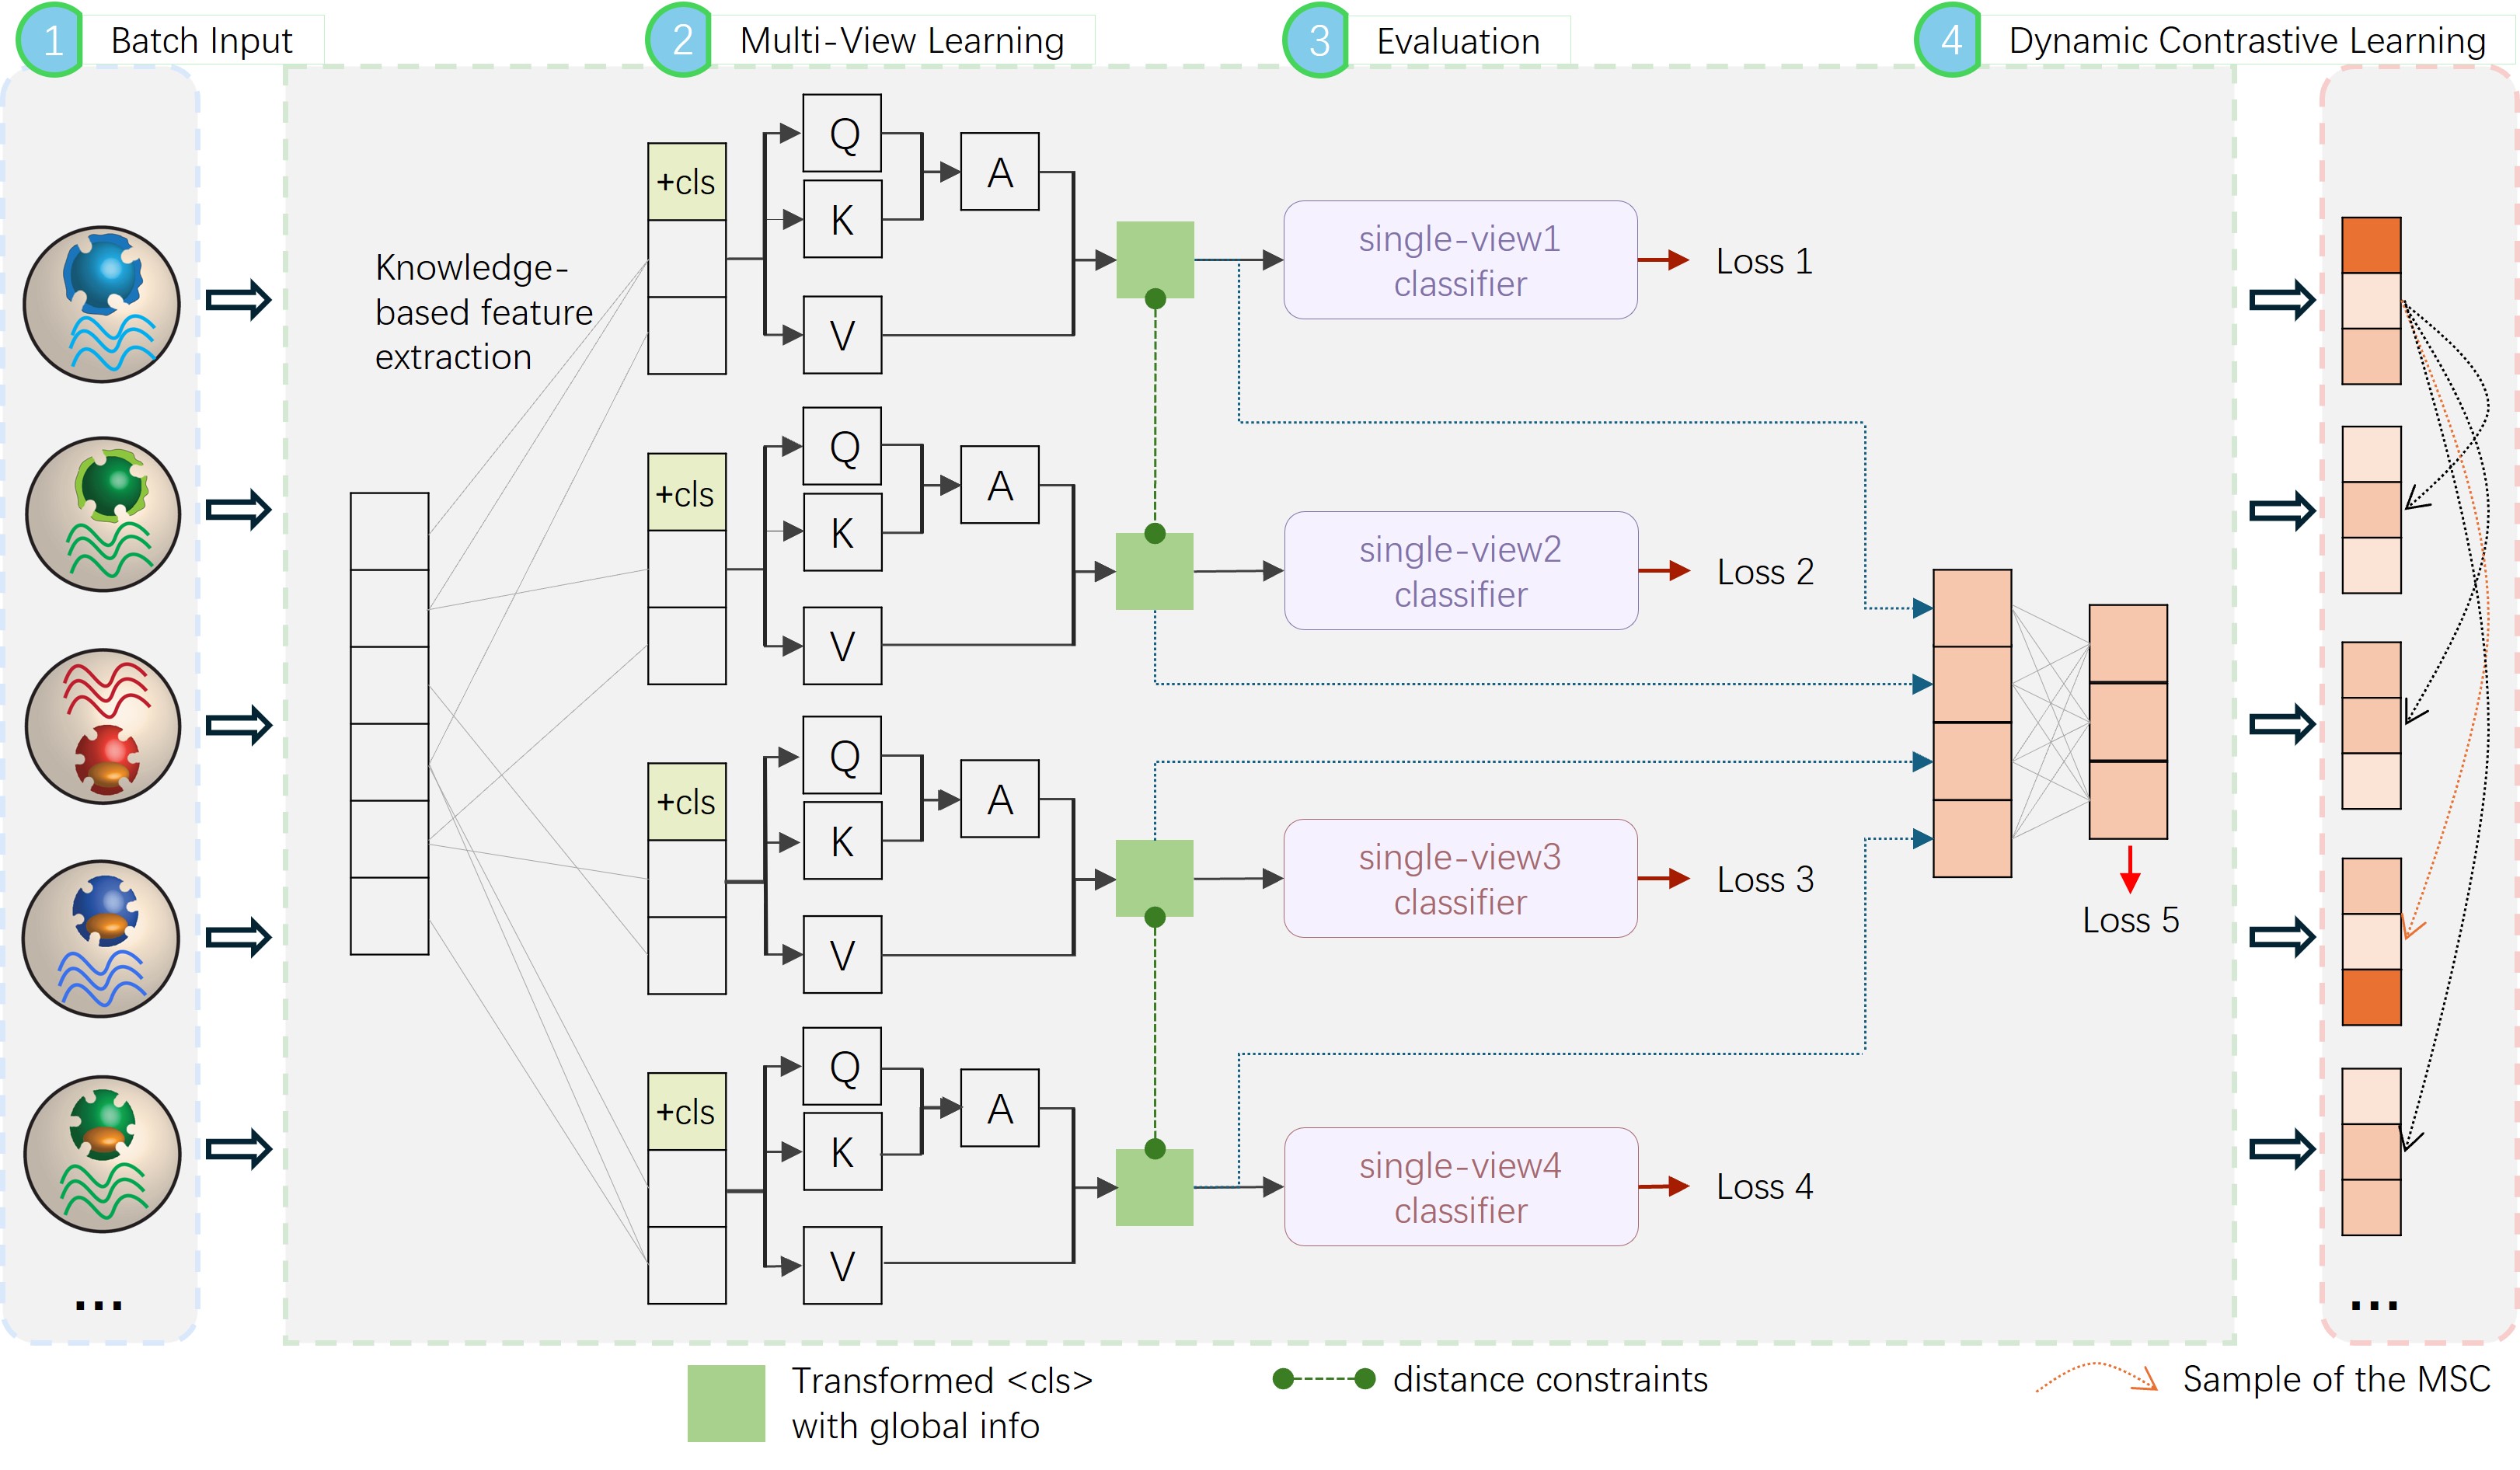 1 Batch Input
2 Multi-View Learning
3 Evaluation
4 Dynamic Contrastive Learning
Knowledge-
based feature
extraction
+cls
Q
K
V
A
single-view1
classifier
Loss 1
+cls
Q
K
V
A
single-view2
classifier
Loss 2
+cls
Q
K
V
A
single-view3
classifier
Loss 3
+cls
Q
K
V
A
single-view4
classifier
Loss 4
Loss 5
...
...
Transformed <cls>
with global info
distance constraints
Sample of the MSC